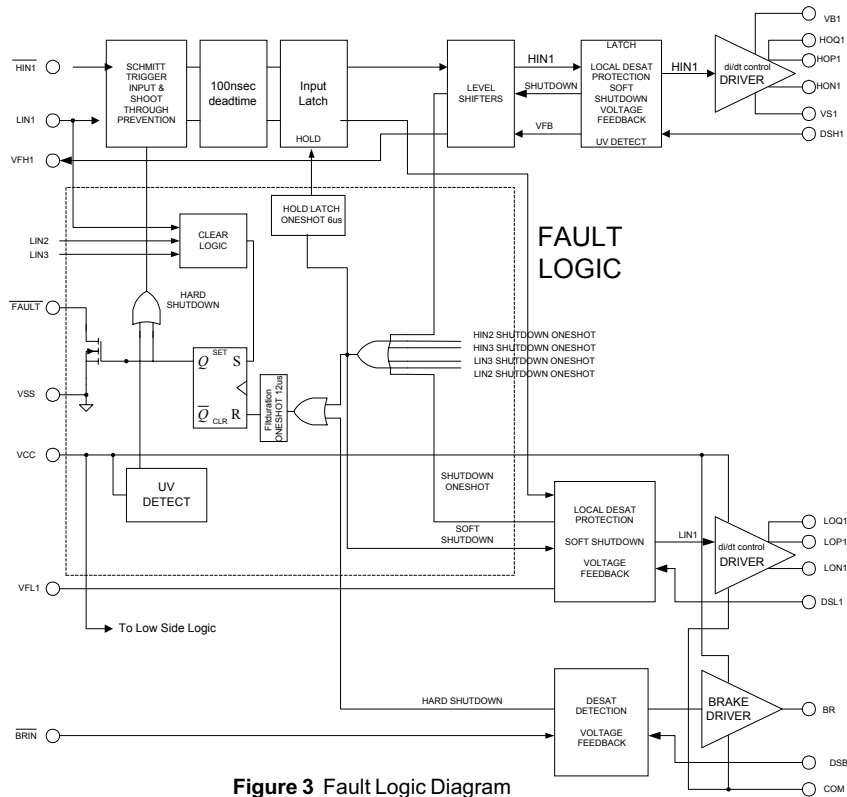 VB1
HOQ1
HOP1
HON1
VS1
DSH1
HIN1
LIN1
VFH1
SCHMITT
TRIGGER
INPUT &
SHOOT
THROUGH
PREVENTION
100nsec
deadtime
Input
Latch
HOLD
LEVEL
SHIFTERS
HIN1
SHUTDOWN
VFB
LATCH
LOCAL DESAT
PROTECTION
SOFT
SHUTDOWN
VOLTAGE
FEEDBACK
UV DETECT
HIN1
di/dt control
DRIVER
HOLD LATCH
ONESHOT 6us
FAULT
LOGIC
CLEAR
LOGIC
LIN2
LIN3
HARD
SHUTDOWN
FAULT
HIN2 SHUTDOWN ONESHOT
HIN3 SHUTDOWN ONESHOT
LIN3 SHUTDOWN ONESHOT
LIN2 SHUTDOWN ONESHOT
Q SET S
Q CLR R
Fltduration
ONESHOT 12us
VSS
VCC
UV
DETECT
SHUTDOWN
ONESHOT
SOFT
SHUTDOWN
LOCAL DESAT
PROTECTION
SOFT SHUTDOWN
VOLTAGE
FEEDBACK
LIN1
di/dt control
DRIVER
LOQ1
LOP1
LON1
DSL1
VFL1
To Low Side Logic
HARD SHUTDOWN
DESAT
DETECTION
VOLTAGE
FEEDBACK
BRAKE
DRIVER
BR
BRIN
DSB
COM
Figure 3 Fault Logic Diagram